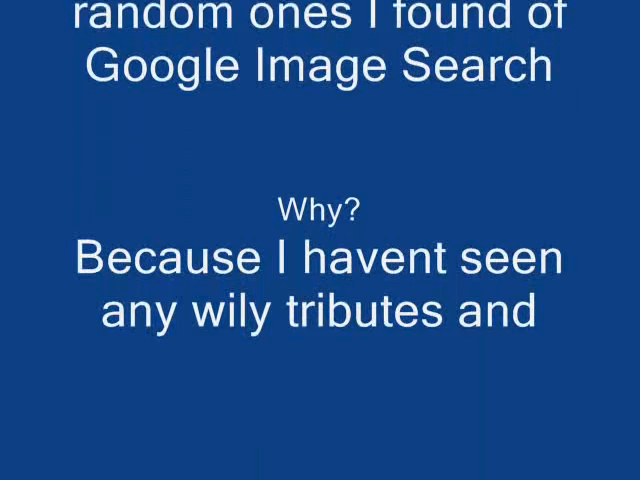 random ones I found of
Google Image Search
Why?
Because I havent seen
any wily tributes and